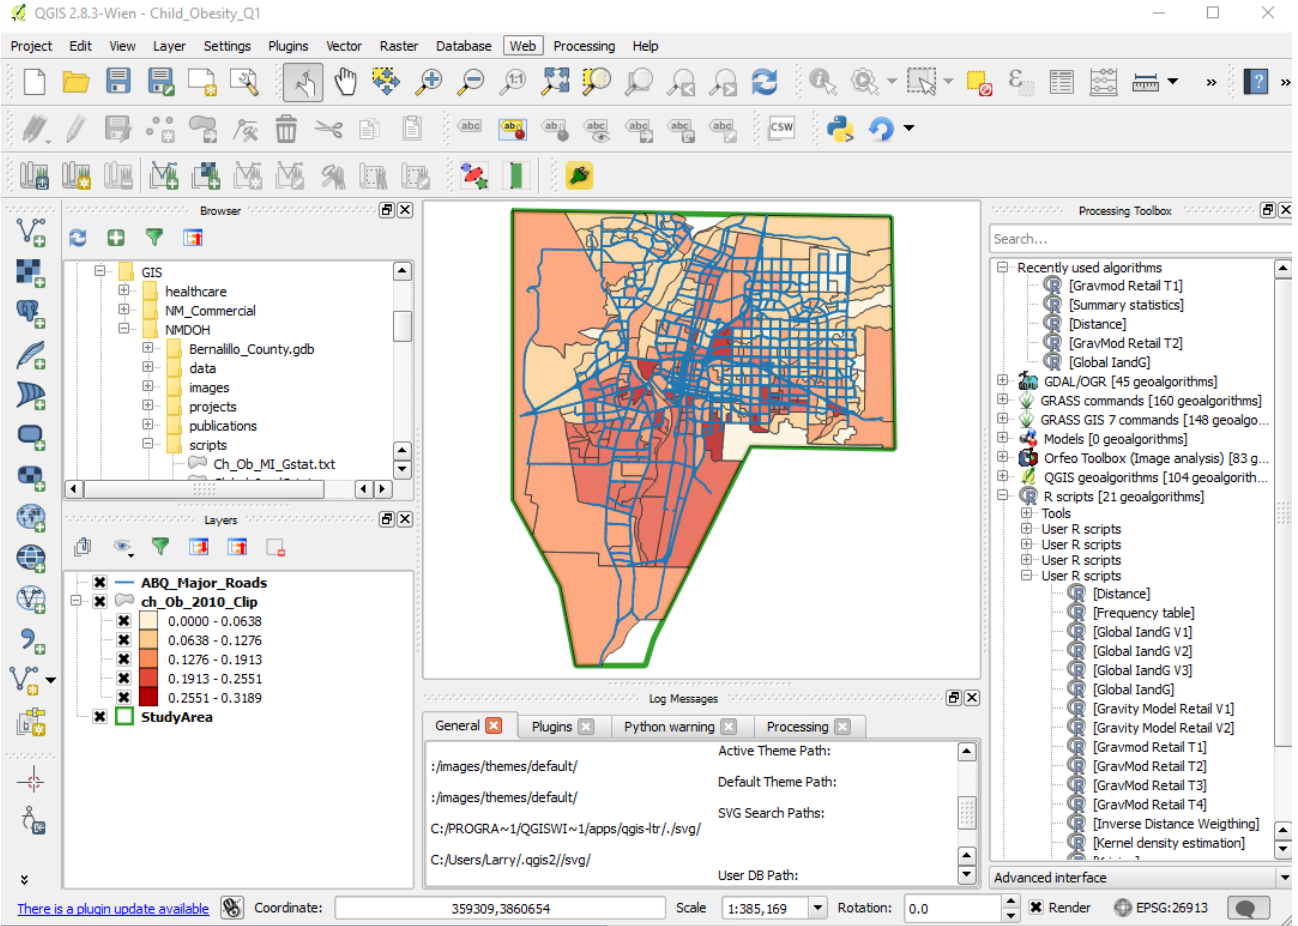 QGIS 2.8.3-Wien - Child_Obesity_Q1
Project Edit View Layer Settings Plugins Vector Raster Database Web Processing Help
1:1
»
?
»
abc ab abc abc abc abc abc
CSW
Browser
GIS
healthcare
NM_Commercial
NMDOH
Bernalillo_County.gdb
data
images
projects
publications
scripts
Ch_Ob_MI_Gstat.txt
Layers
ABQ_Major_Roads
ch_Ob_2010_Clip
0.0000 - 0.0638
0.0638 - 0.1276
0.1276 - 0.1913
0.1913 - 0.2551
0.2551 - 0.3189
StudyArea
Log Messages
General Plugins Python warning Processing
Active Theme Path:
:/images/themes/default/
Default Theme Path:
:/images/themes/default/
SVG Search Paths:
C:/PROGRA~1/QGISWI~1/apps/qgis-ltr/./svg/
C:/Users/Larry/.qgis2//svg/
User DB Path:
Processing Toolbox
Search...
Recently used algorithms
[Gravmod Retail T1]
[Summary statistics]
[Distance]
[GravMod Retail T2]
[Global IandG]
GDAL/OGR [45 geoalgorithms]
GRASS commands [160 geoalgorithms]
GRASS GIS 7 commands [148 geoalgo...
Models [0 geoalgorithms]
Orfeo Toolbox (Image analysis) [83 g...
QGIS geoalgorithms [104 geoalgorith...
R scripts [21 geoalgorithms]
Tools
User R scripts
User R scripts
User R scripts
User R scripts
[Distance]
[Frequency table]
[Global IandG V1]
[Global IandG V2]
[Global IandG V3]
[Global IandG]
[Gravity Model Retail V1]
[Gravity Model Retail V2]
[Gravmod Retail T1]
[GravMod Retail T2]
[GravMod Retail T3]
[GravMod Retail T4]
[Inverse Distance Weigthing]
[Kernel density estimation]
Advanced interface
There is a plugin update available Coordinate: 359309,3860654 Scale 1:385,169 Rotation: 0.0 Render EPSG:26913